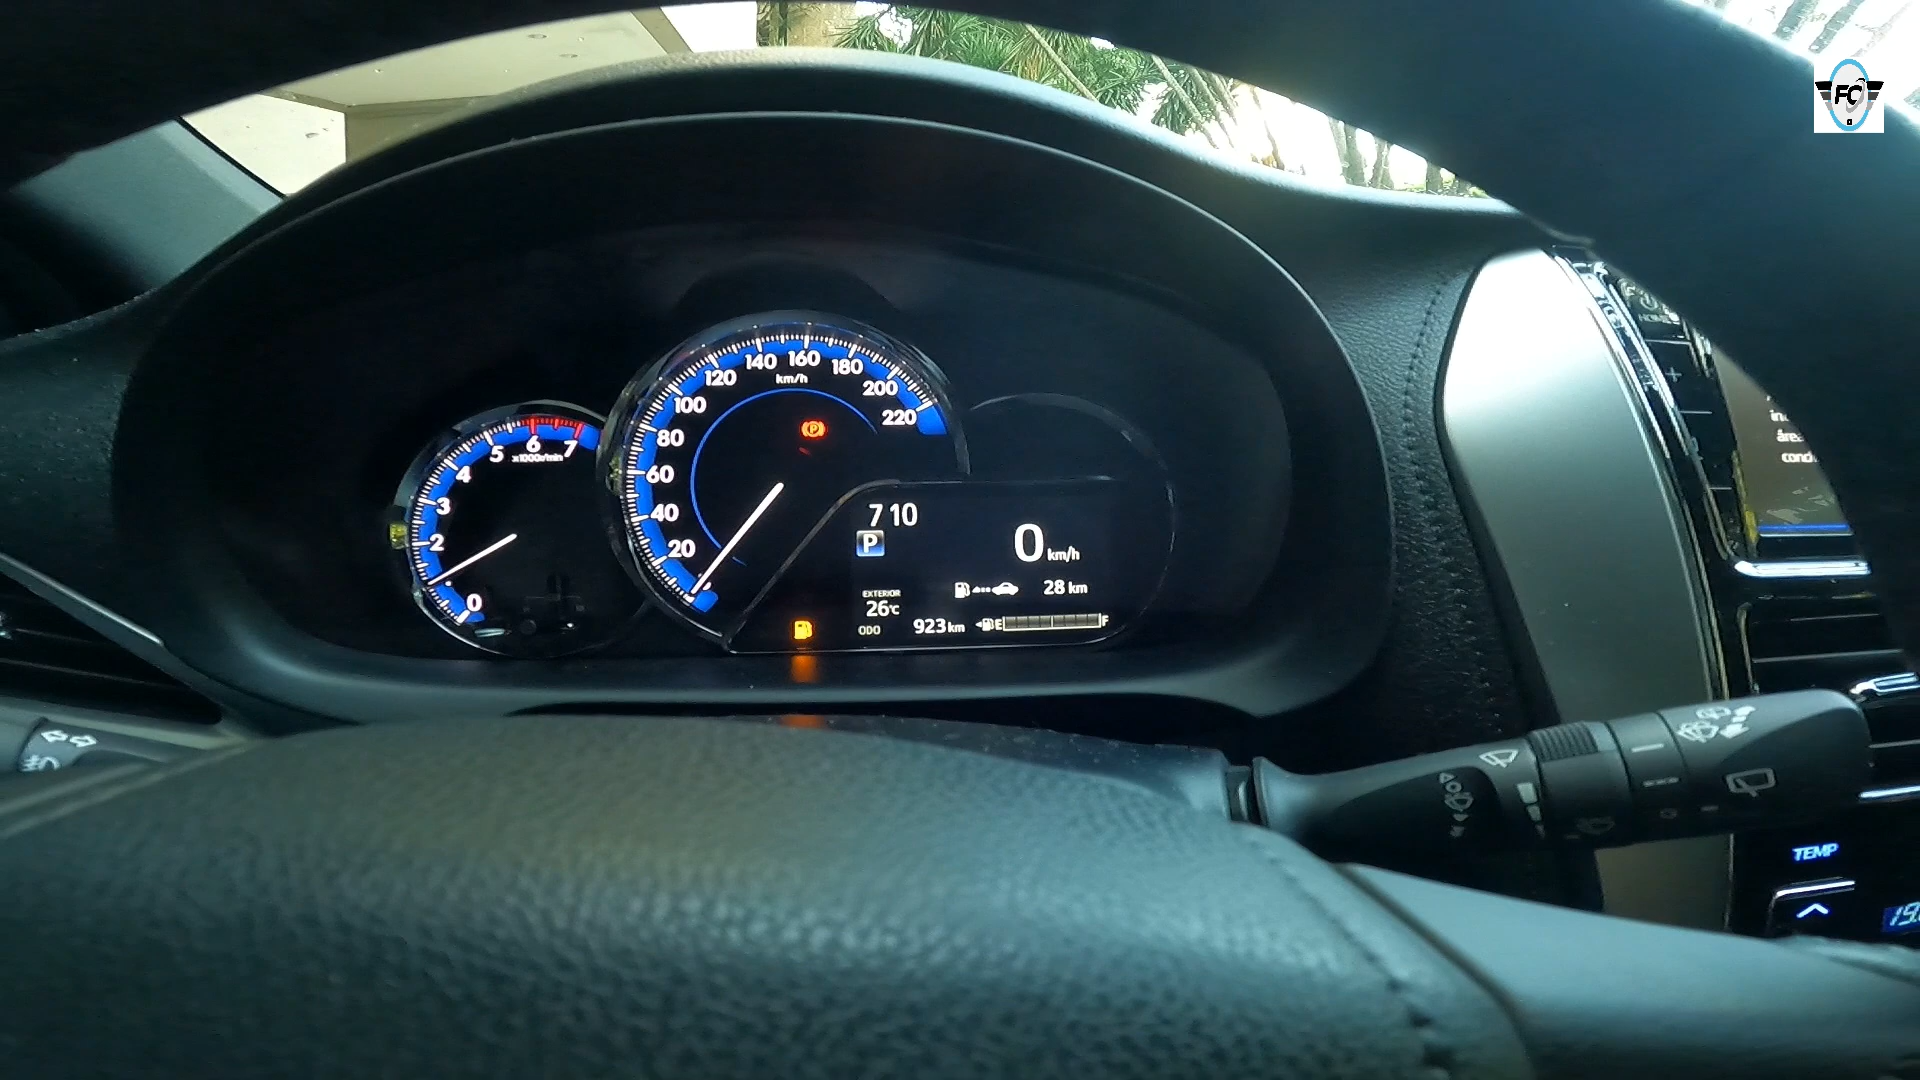 FC
140 160 180
120 200
km/h
100 220
80
60
40
20
5 6 7
x1000r/min
4
3
2
0
7 10
P
0 km/h
28 km
EXTERIOR
26°C
ODO 923 km
E F
TEMP